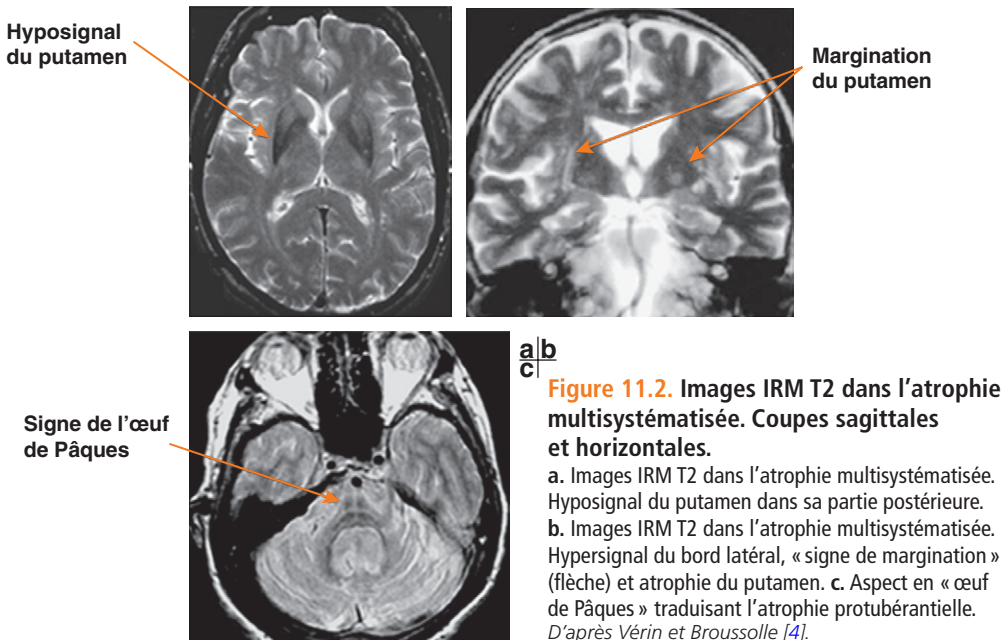 Hyposignal
du putamen
Margination
du putamen
Signe de l’œuf
de Pâques
a b
c
Figure 11.2. Images IRM T2 dans l’atrophie
multisystématisée. Coupes sagittales
et horizontales.
a. Images IRM T2 dans l’atrophie multisystématisée.
Hyposignal du putamen dans sa partie postérieure.
b. Images IRM T2 dans l’atrophie multisystématisée.
Hypersignal du bord latéral, « signe de margination »
(flèche) et atrophie du putamen. c. Aspect en « œuf
de Pâques » traduisant l’atrophie protubérantielle.
D’après Vérin et Broussolle [4].